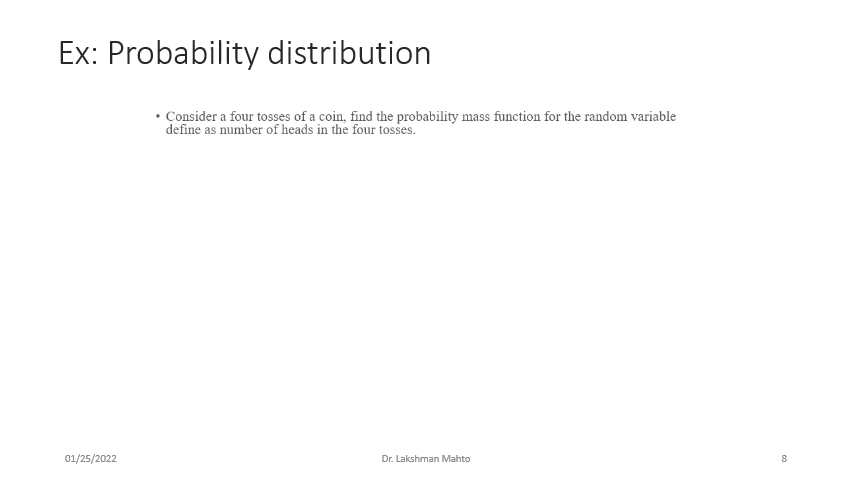 Ex: Probability distribution
• Consider a four tosses of a coin, find the probability mass function for the random variable
define as number of heads in the four tosses.
01/25/2022
Dr. Lakshman Mahto
8